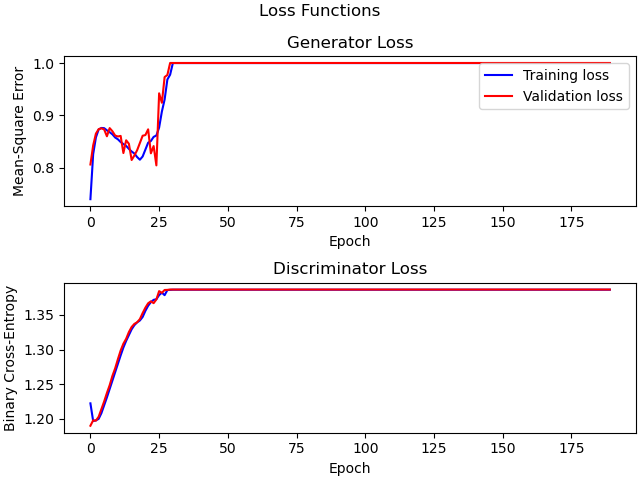 Loss Functions
Generator Loss
Mean-Square Error
1.0
0.9
0.8
Training loss
Validation loss
0 25 50 75 100 125 150 175
Epoch
Discriminator Loss
Binary Cross-Entropy
1.35
1.30
1.25
1.20
0 25 50 75 100 125 150 175
Epoch